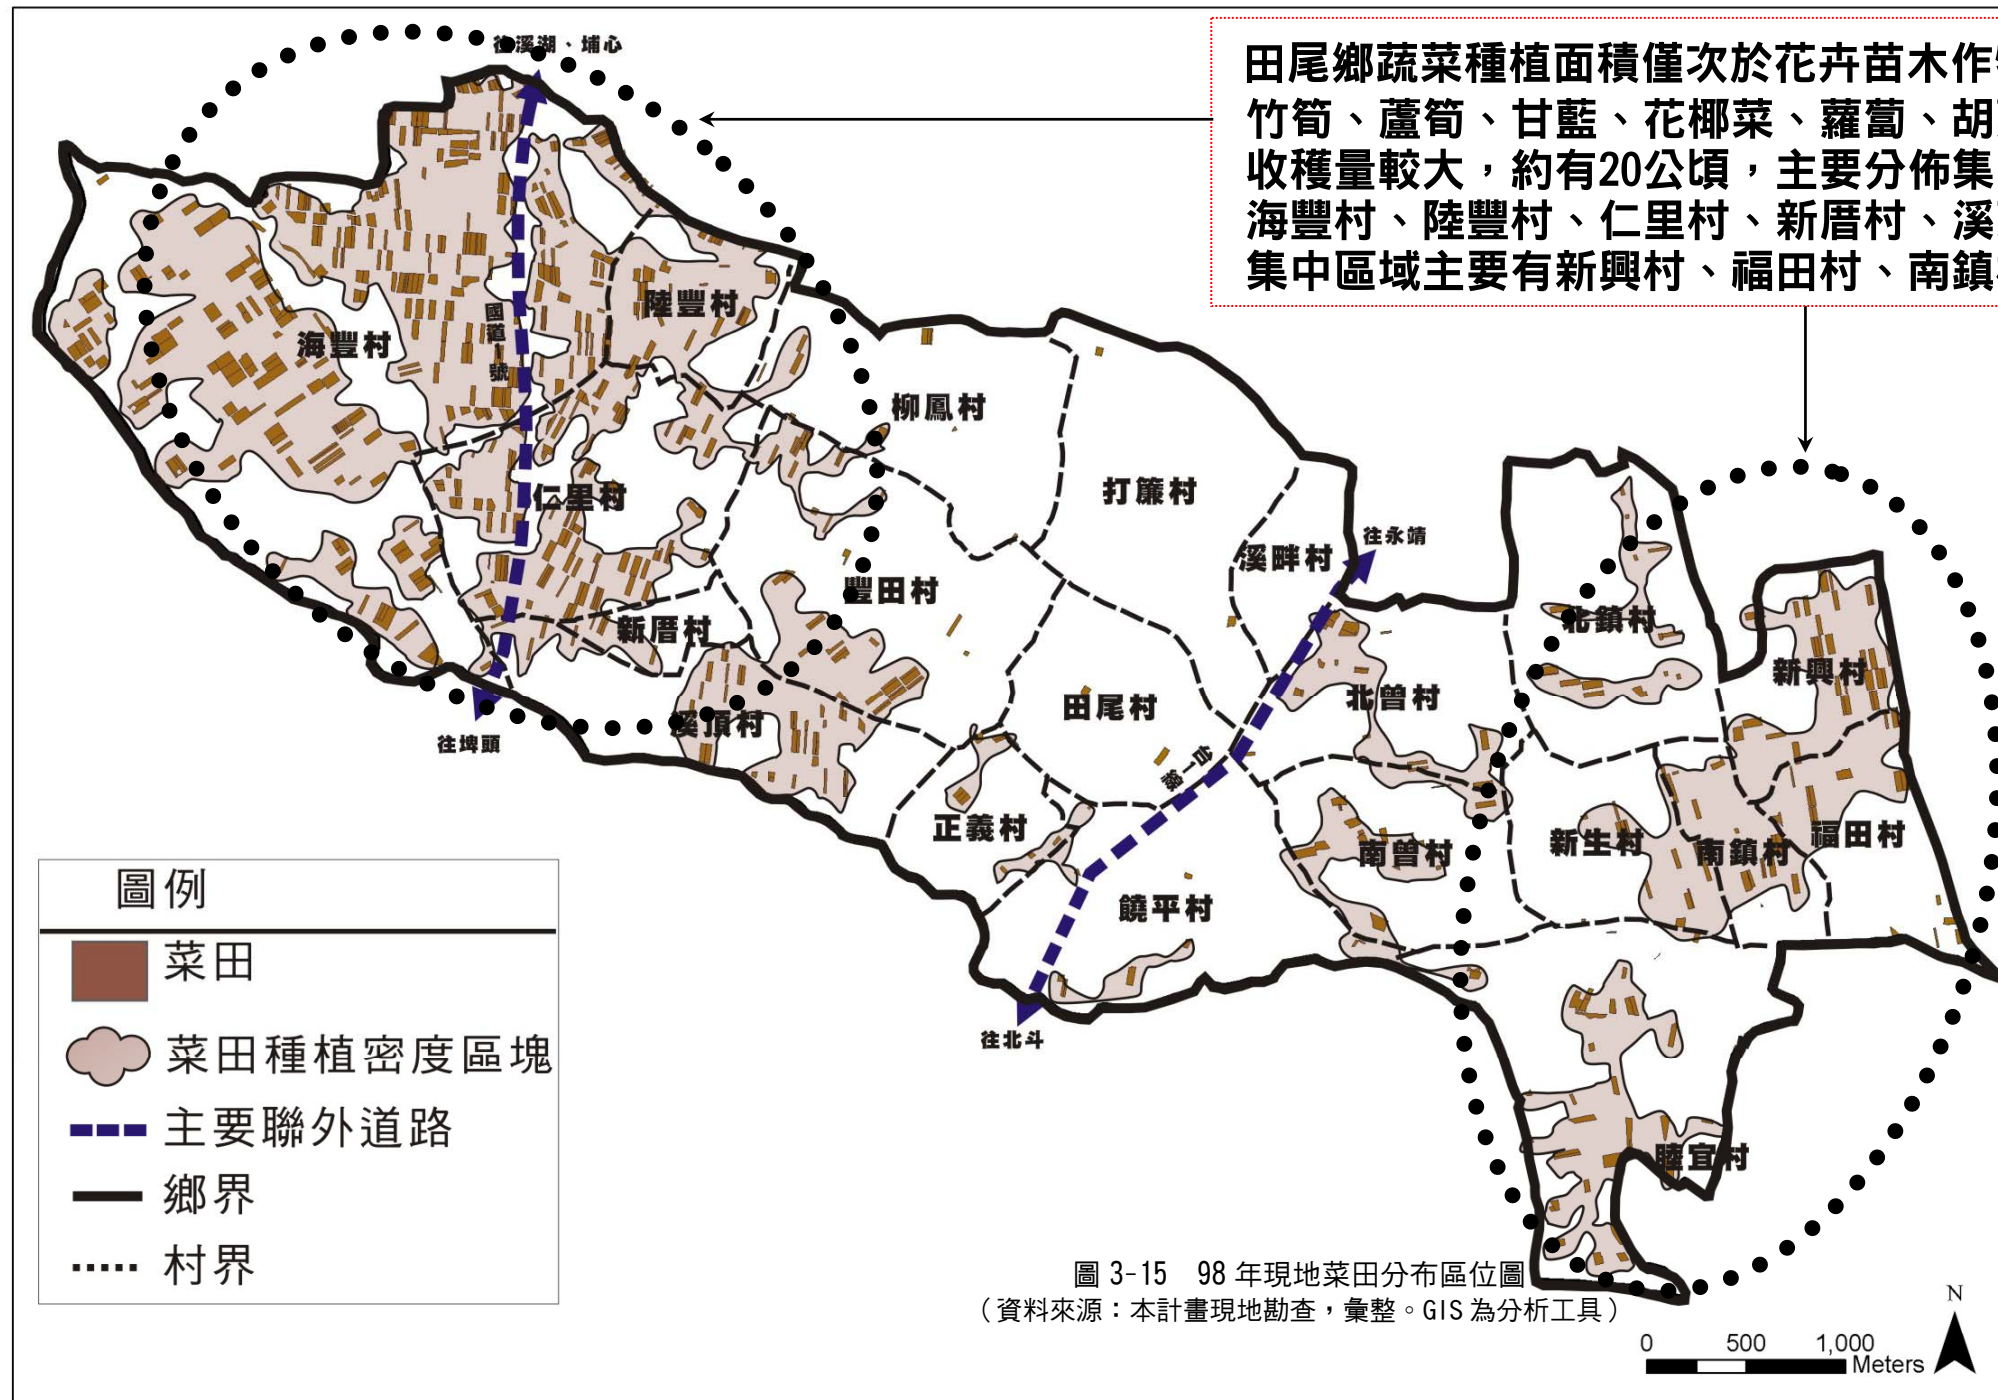 往溪湖、埔心
田尾鄉蔬菜種植面積僅次於花卉苗木作
竹筍、蘆筍、甘藍、花椰菜、蘿蔔、胡
收穫量較大，約有20公頃，主要分佈集
海豐村、陸豐村、仁里村、新厝村、溪
集中區域主要有新興村、福田村、南鎮
陸豐村
國道一號
海豐村
柳鳳村
打簾村
仁里村
往永靖
溪畔村
豐田村
新厝村
北鎮村
新興村
北曾村
田尾村
溪頂村
往埤頭
台一線
正義村
南曾村
新生村
南鎮村
福田村
饒平村
往北斗
睦宜村
圖例
菜田
菜田種植密度區塊
主要聯外道路
鄉界
村界
圖 3-15 98 年現地菜田分布區位圖
（資料來源：本計畫現地勘查，彙整。GIS 為分析工具）
N
0 500 1,000
Meters